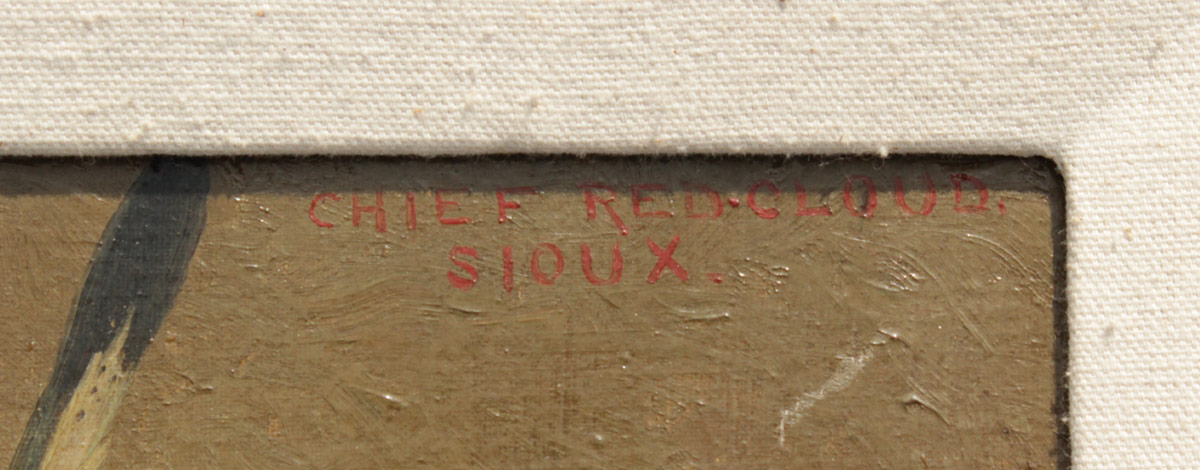 CHIEF RED·CLOUD.
SIOUX.